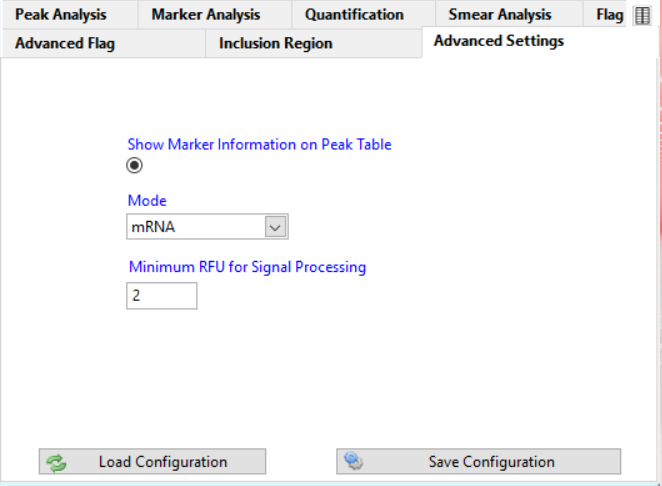 Peak Analysis Marker Analysis Quantification Smear Analysis Flag
Advanced Flag Inclusion Region Advanced Settings
Show Marker Information on Peak Table
Mode
mRNA
Minimum RFU for Signal Processing
2
Load Configuration Save Configuration